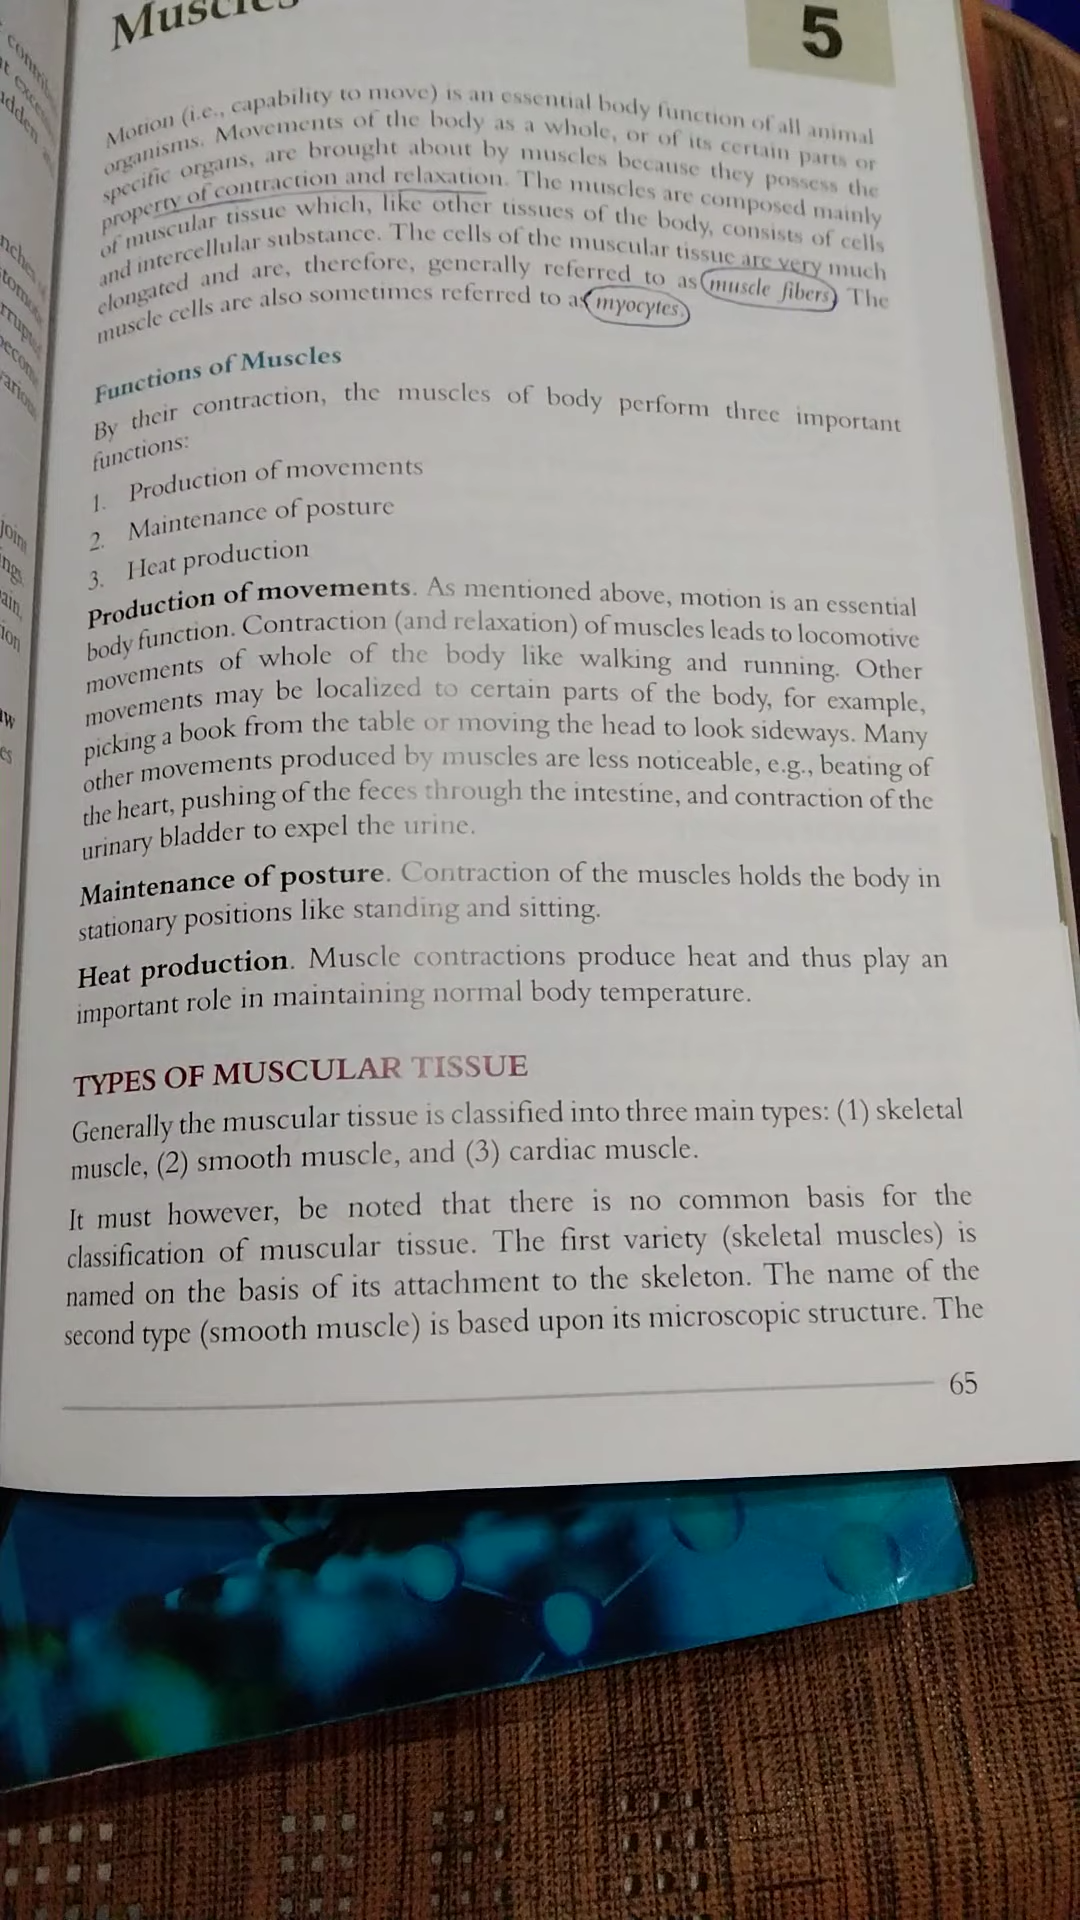 Muscles
5
Motion (i.e., capability to move) is an essential body function of all animal
organisms. Movements of the body as a whole, or of its certain parts or
specific organs, are brought about by muscles because they possess the
property of contraction and relaxation. The muscles are composed mainly
of muscular tissue which, like other tissues of the body, consists of cells
and intercellular substance. The cells of the muscular tissue are very much
elongated and are, therefore, generally referred to as muscle fibers. The
muscle cells are also sometimes referred to as myocytes.
Functions of Muscles
By their contraction, the muscles of body perform three important
functions:
1. Production of movements
2. Maintenance of posture
3. Heat production
Production of movements. As mentioned above, motion is an essential
body function. Contraction (and relaxation) of muscles leads to locomotive
movements of whole of the body like walking and running. Other
movements may be localized to certain parts of the body, for example,
picking a book from the table or moving the head to look sideways. Many
other movements produced by muscles are less noticeable, e.g., beating of
the heart, pushing of the feces through the intestine, and contraction of the
urinary bladder to expel the urine.
Maintenance of posture. Contraction of the muscles holds the body in
stationary positions like standing and sitting.
Heat production. Muscle contractions produce heat and thus play an
important role in maintaining normal body temperature.
TYPES OF MUSCULAR TISSUE
Generally the muscular tissue is classified into three main types: (1) skeletal
muscle, (2) smooth muscle, and (3) cardiac muscle.
It must however, be noted that there is no common basis for the
classification of muscular tissue. The first variety (skeletal muscles) is
named on the basis of its attachment to the skeleton. The name of the
second type (smooth muscle) is based upon its microscopic structure. The
65